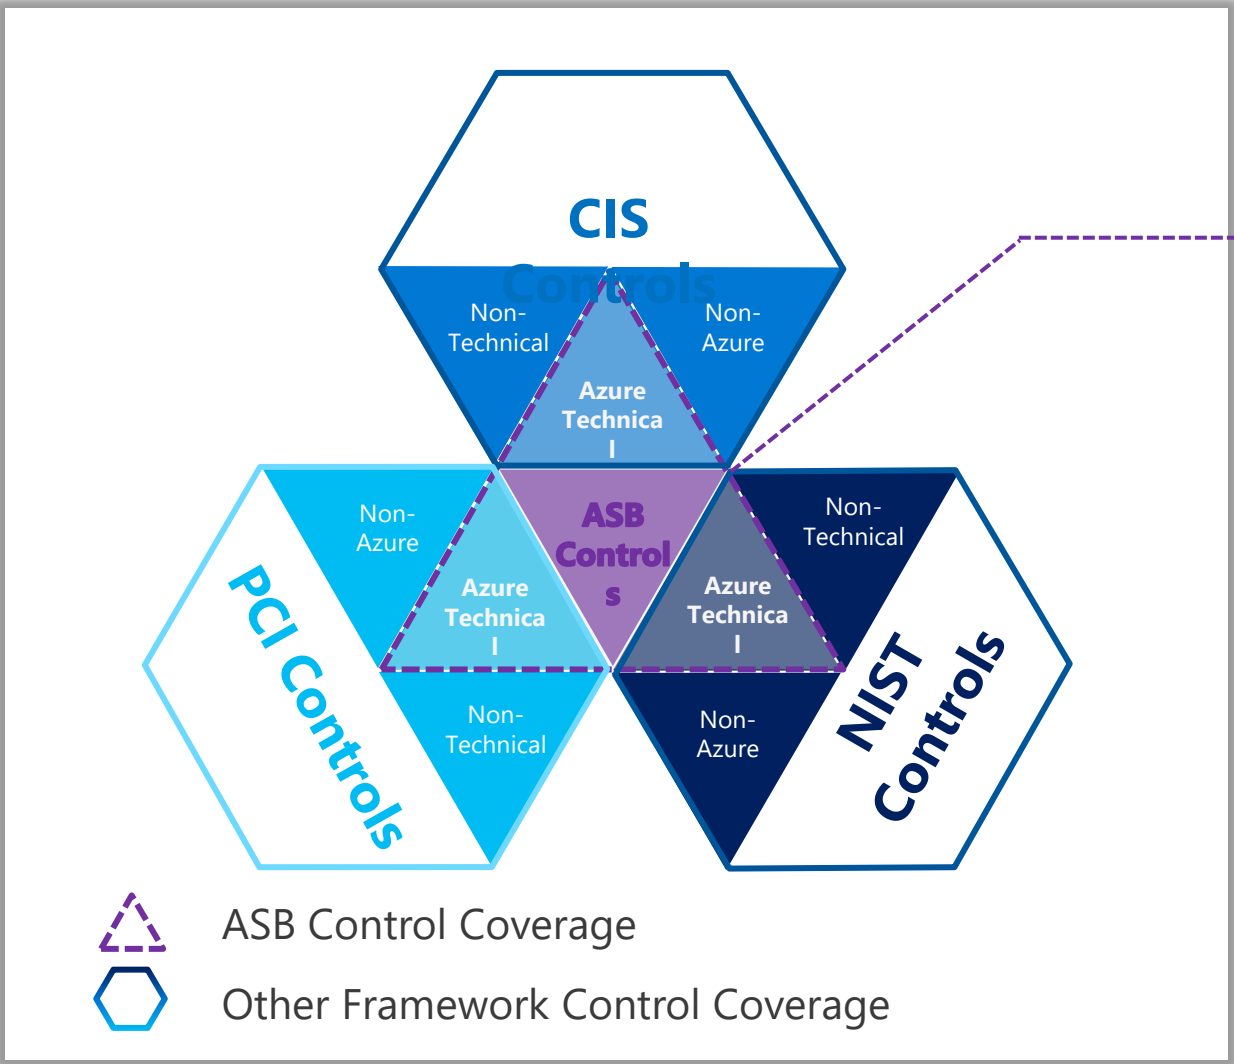 CIS
Controls
Non-
Technical
Non-
Azure
Azure
Technica
l
Non-
Azure
ASB
Control
s
Non-
Technical
Azure
Technica
l
Azure
Technica
l
PCI Controls
NIST
Controls
Non-
Technical
Non-
Azure
ASB Control Coverage
Other Framework Control Coverage